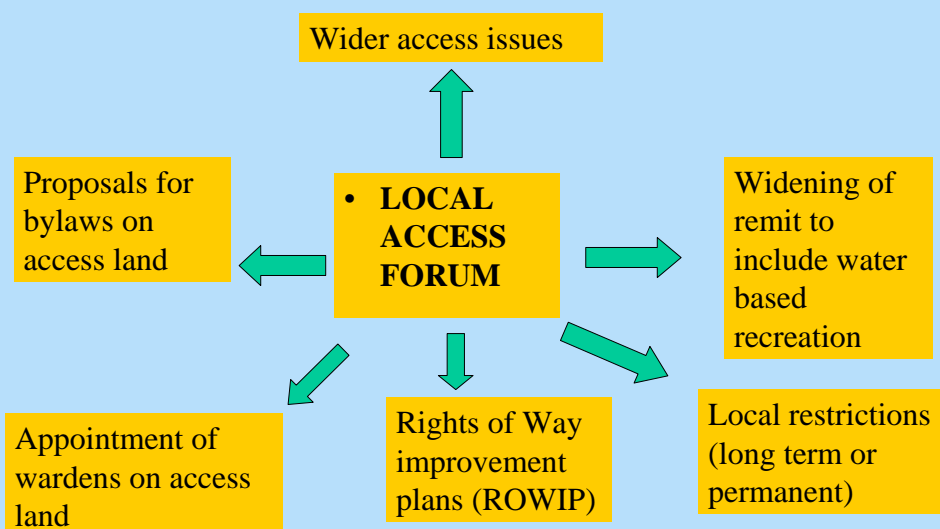 Wider access issues
Proposals for
bylaws on
access land
• LOCAL
ACCESS
FORUM
Widening of
remit to
include water
based
recreation
Appointment of
wardens on access
land
Rights of Way
improvement
plans (ROWIP)
Local restrictions
(long term or
permanent)